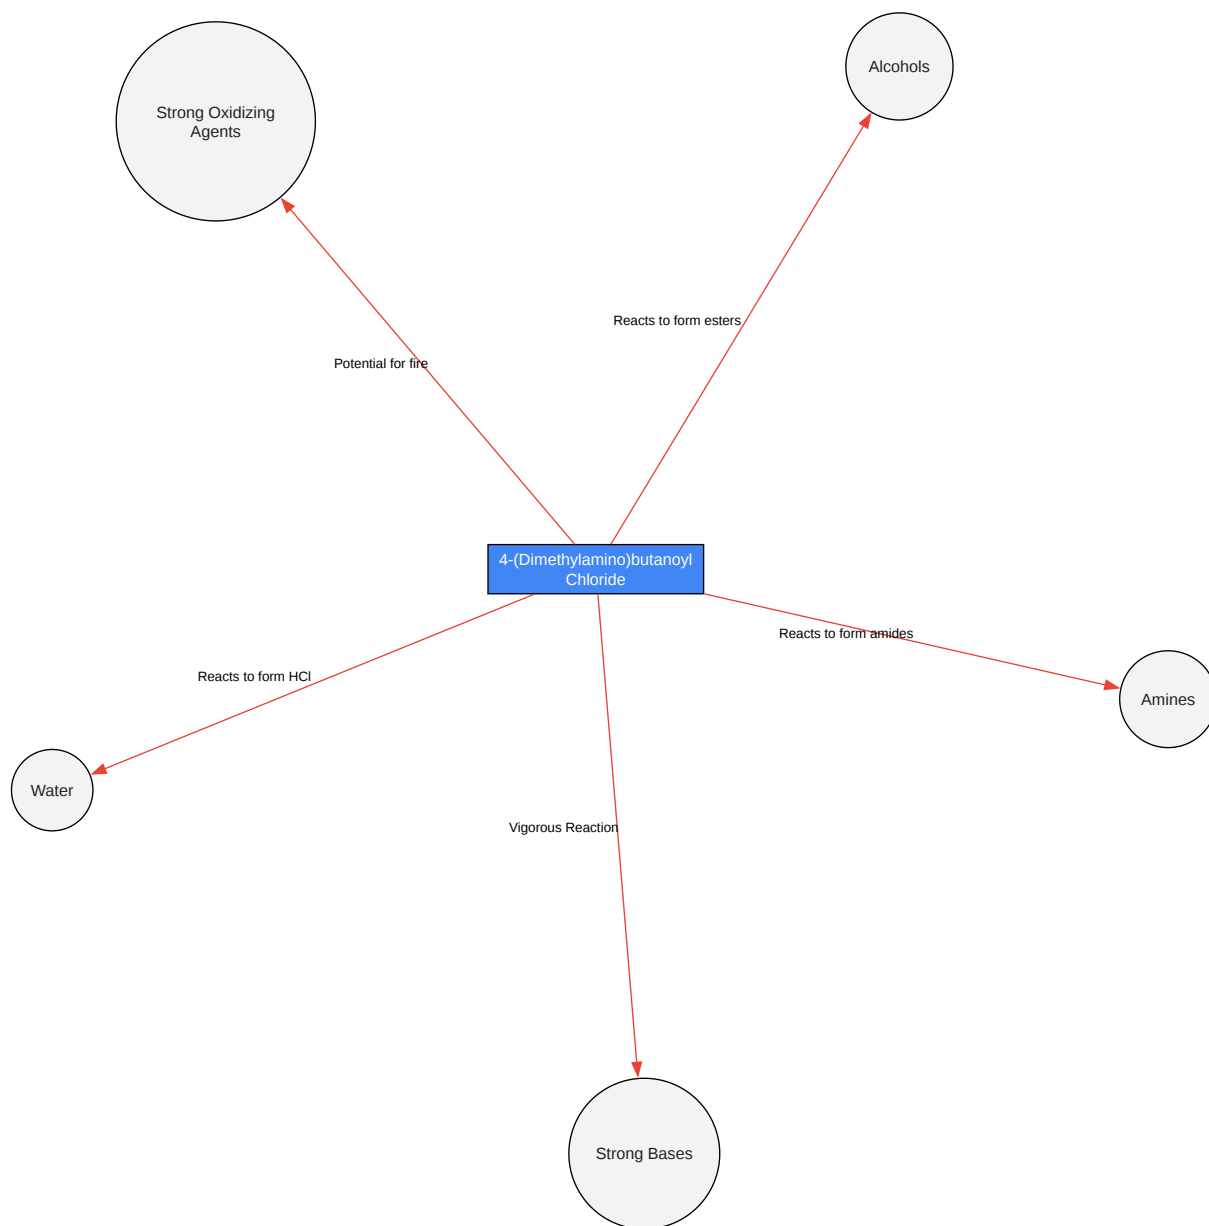 Alcohols
Strong Oxidizing
Agents
Reacts to form esters
Potential for fire
4-(Dimethylamino)butanoyl
Chloride
Reacts to form amides
Reacts to form HCl
Amines
Water
Vigorous Reaction
Strong Bases